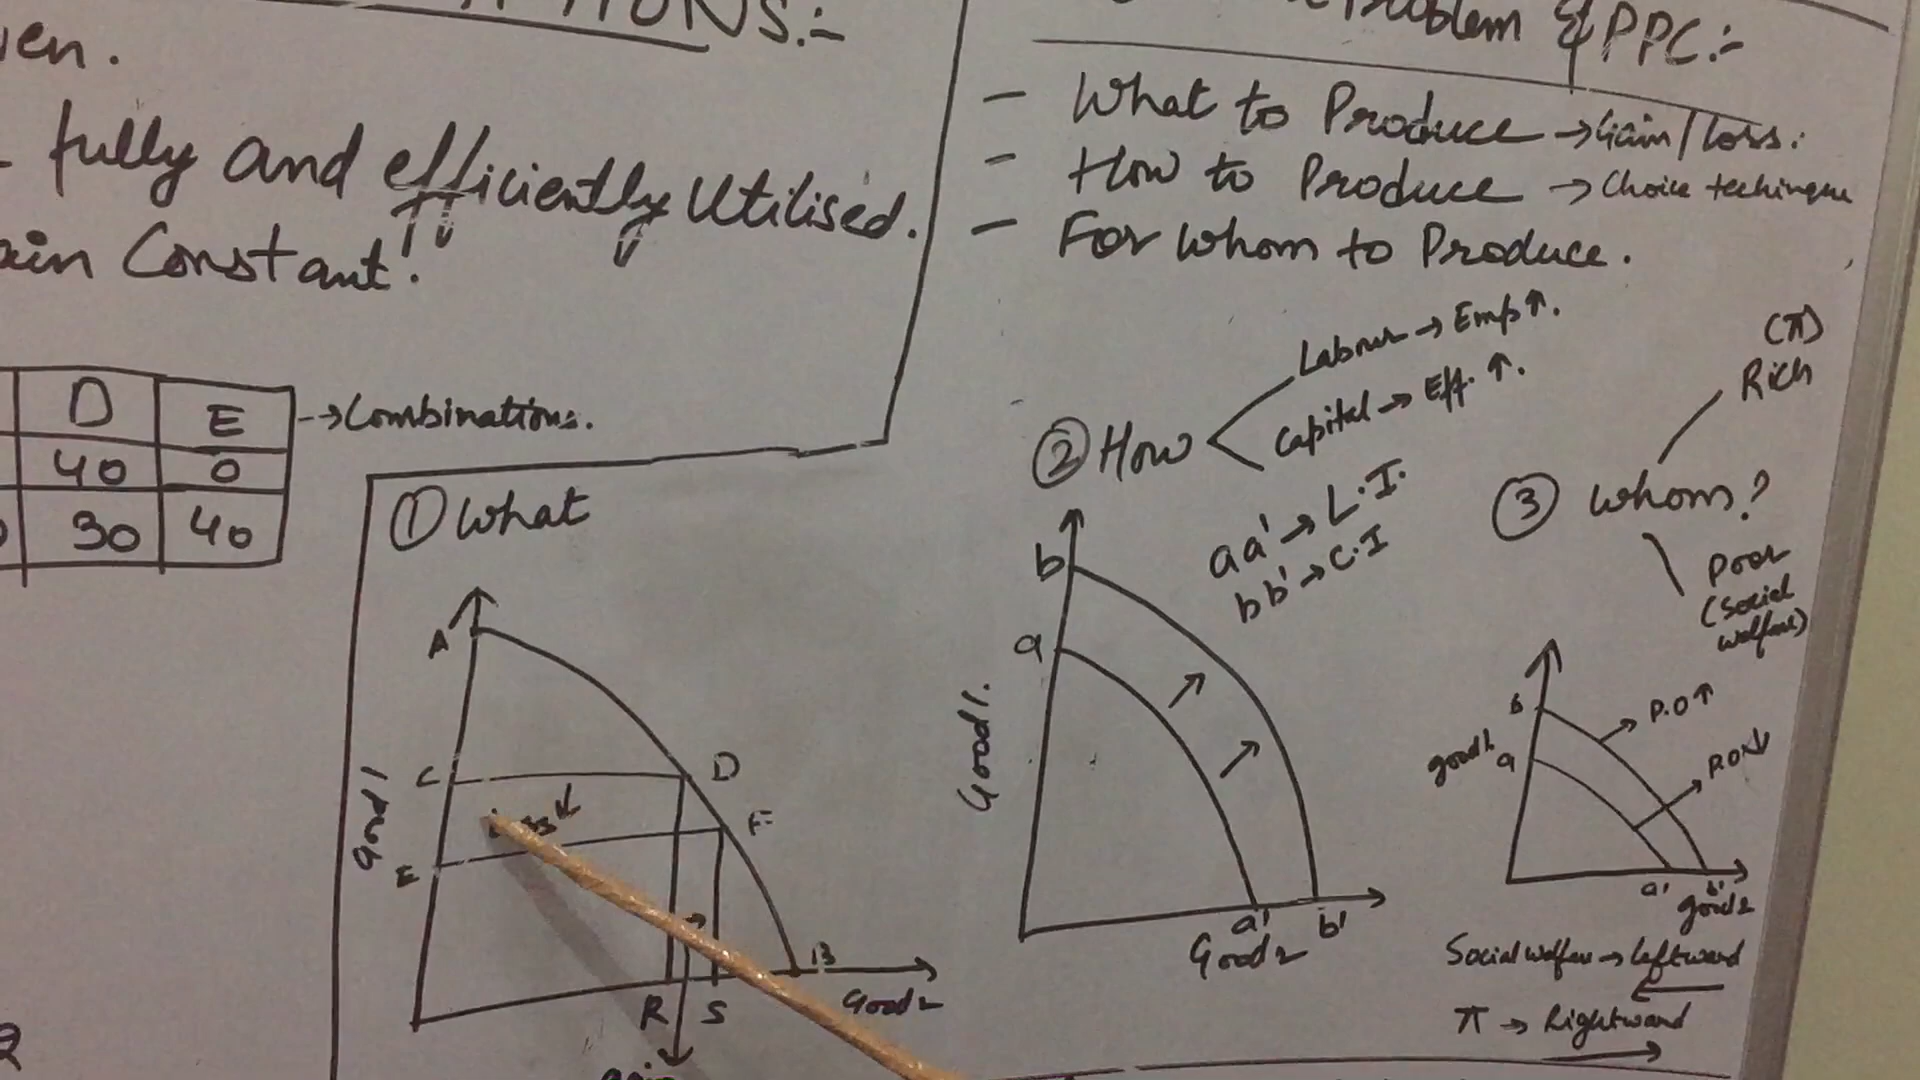 :-
Problem & PPC:-
- What to Produce → Gain/Loss.
- How to Produce → Choice techinque
- For whom to Produce.
fully and efficiently Utilised.
Constant.
D
E
→ Combinations.
40
0
30
40
① What
A
C
D
E
F
B
R
S
Good 1
Good 2
② How
Labour → Emp ↑.
Capital → Eff. ↑.
aa' → L.I.
bb' → C.I
b
a
a'
b'
Good 1.
Good 2
③ Whom?
(π)
Rich
Poor
(Social
welfare)
b
a
good 1
P.O ↑
P.O ↓
a'
b'
good 2
Social welfare → leftward
←
π → Rightward
→